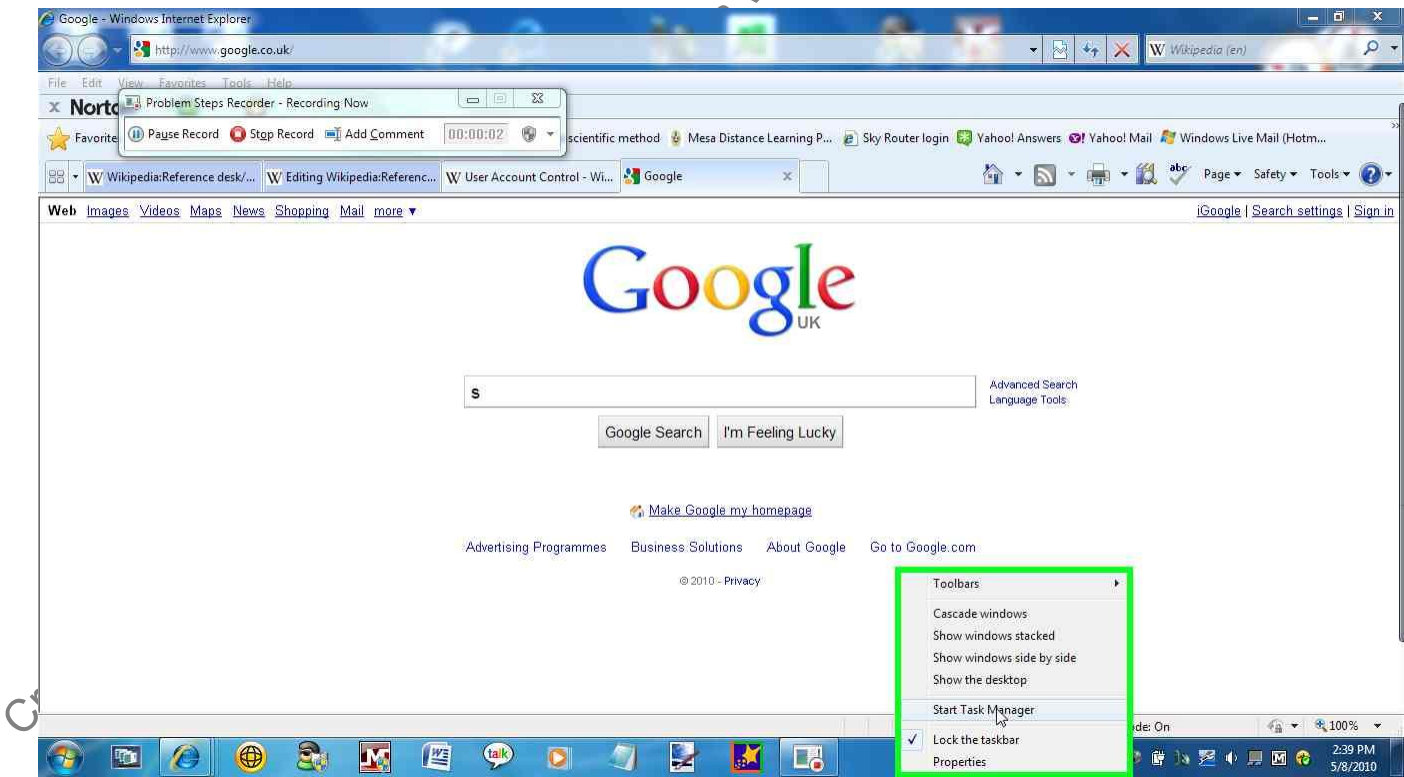 Google - Windows Internet Explorer
http://www.google.co.uk/
W Wikipedia (en)
File Edit View Favorites Tools Help
x Norto
Problem Steps Recorder - Recording Now
Pause Record Stop Record Add Comment 00:00:02
Favorite scientific method Mesa Distance Learning P... Sky Router login Yahoo! Answers Yahoo! Mail Windows Live Mail (Hotm...
W Wikipedia:Reference desk/... W Editing Wikipedia:Referenc... W User Account Control - Wi... Google x Page Safety Tools
Web Images Videos Maps News Shopping Mail more ▼ iGoogle | Search settings | Sign in
Google
UK
s
Advanced Search
Language Tools
Google Search I'm Feeling Lucky
Make Google my homepage
Advertising Programmes Business Solutions About Google Go to Google.com
© 2010 - Privacy
Toolbars
Cascade windows
Show windows stacked
Show windows side by side
Show the desktop
Start Task Manager
Lock the taskbar
Properties
de: On 100%
talk
2:39 PM
5/8/2010